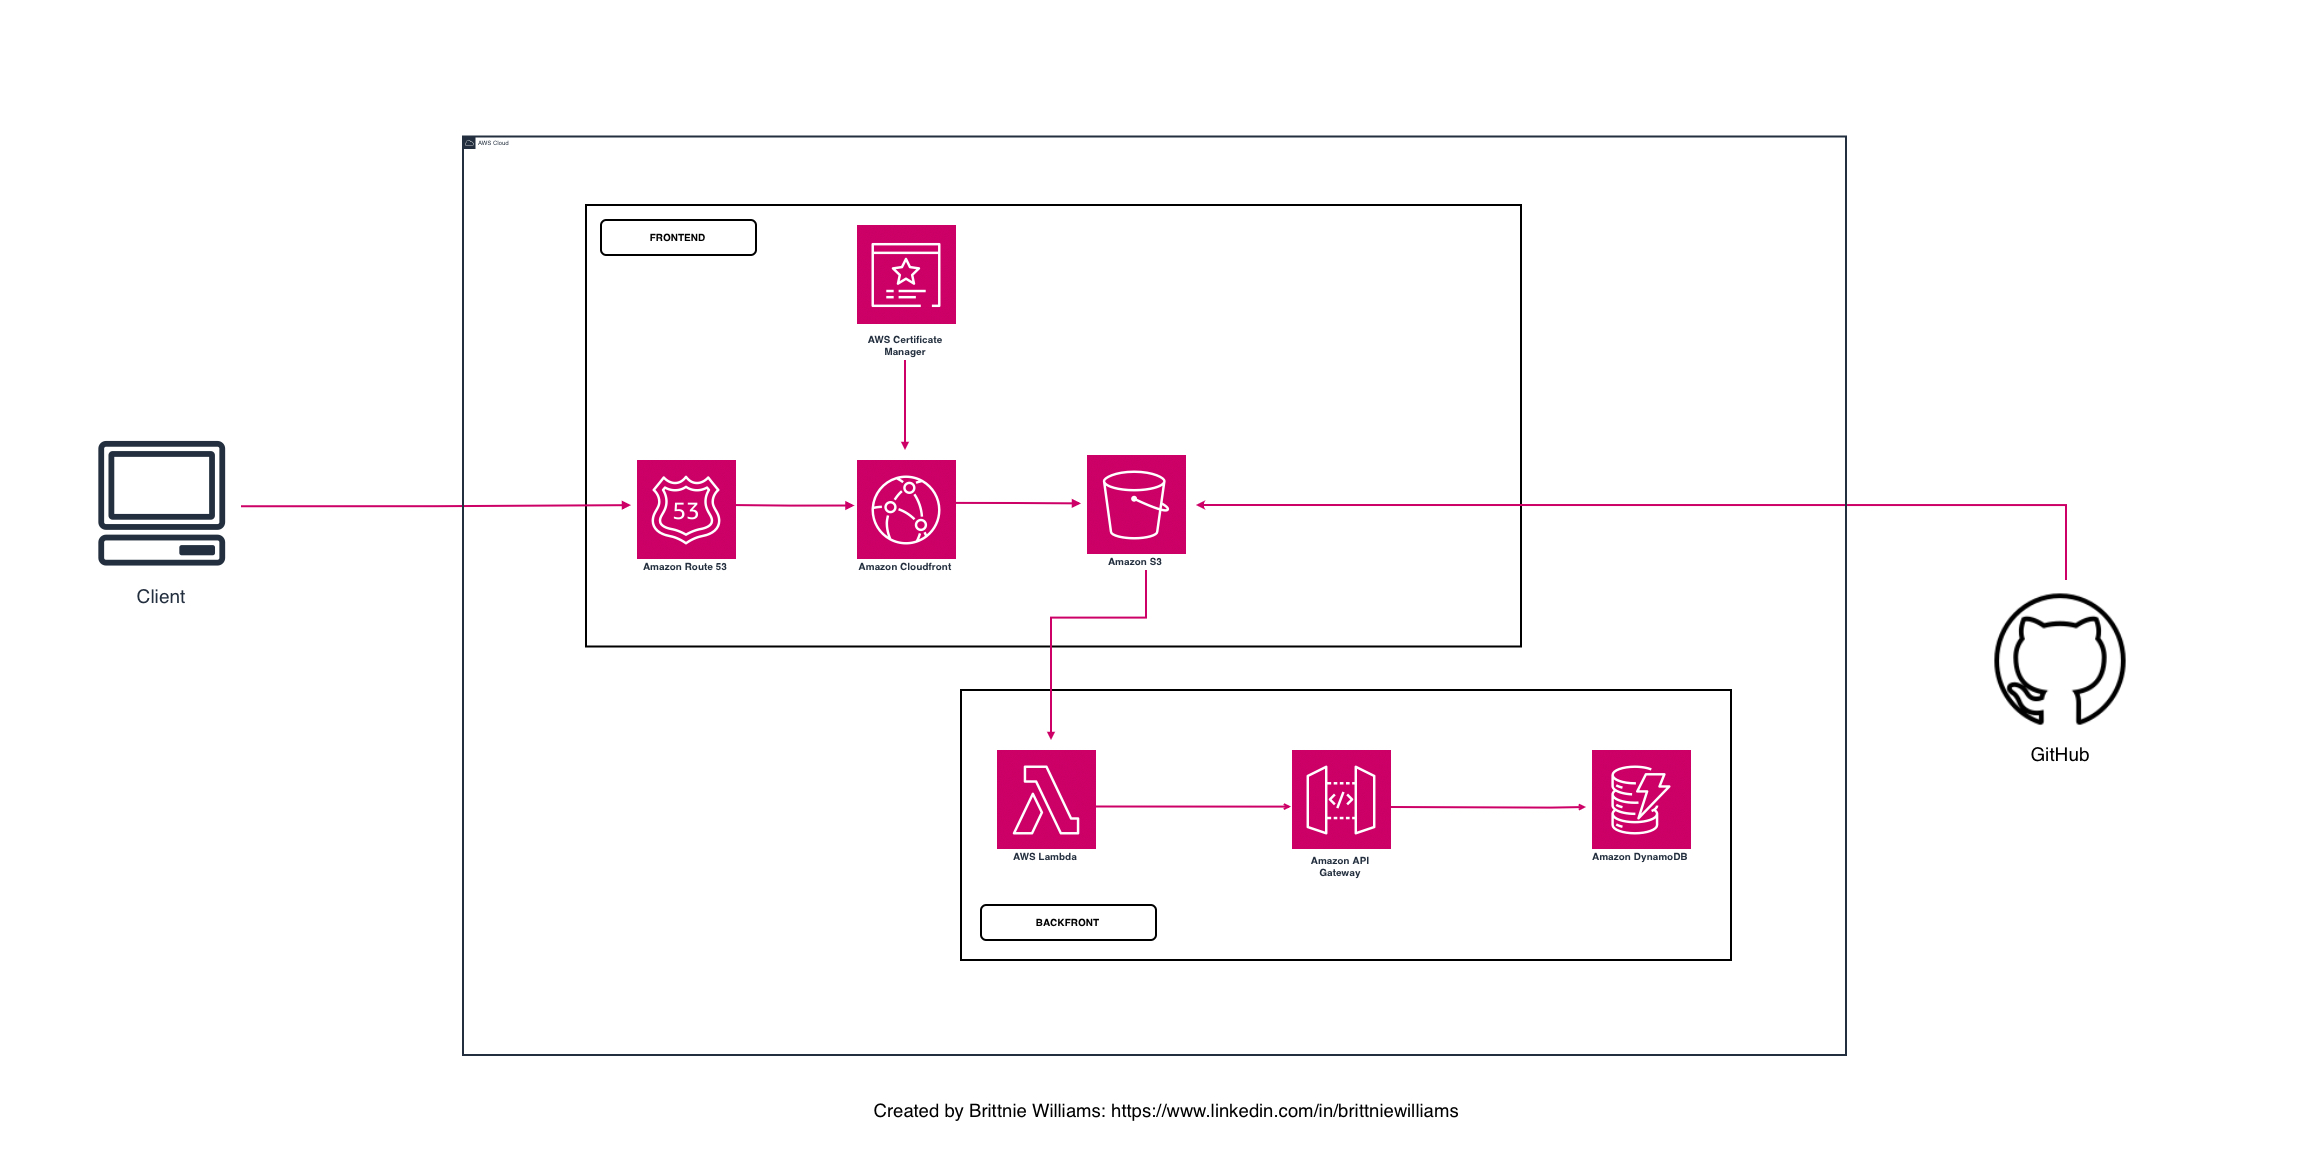 AWS Cloud
FRONTEND
AWS Certificate
Manager
53
Amazon Route 53
Amazon Cloudfront
Amazon S3
Client
GitHub
</>
AWS Lambda
Amazon API
Gateway
Amazon DynamoDB
BACKFRONT
Created by Brittnie Williams: https://www.linkedin.com/in/brittniewilliams